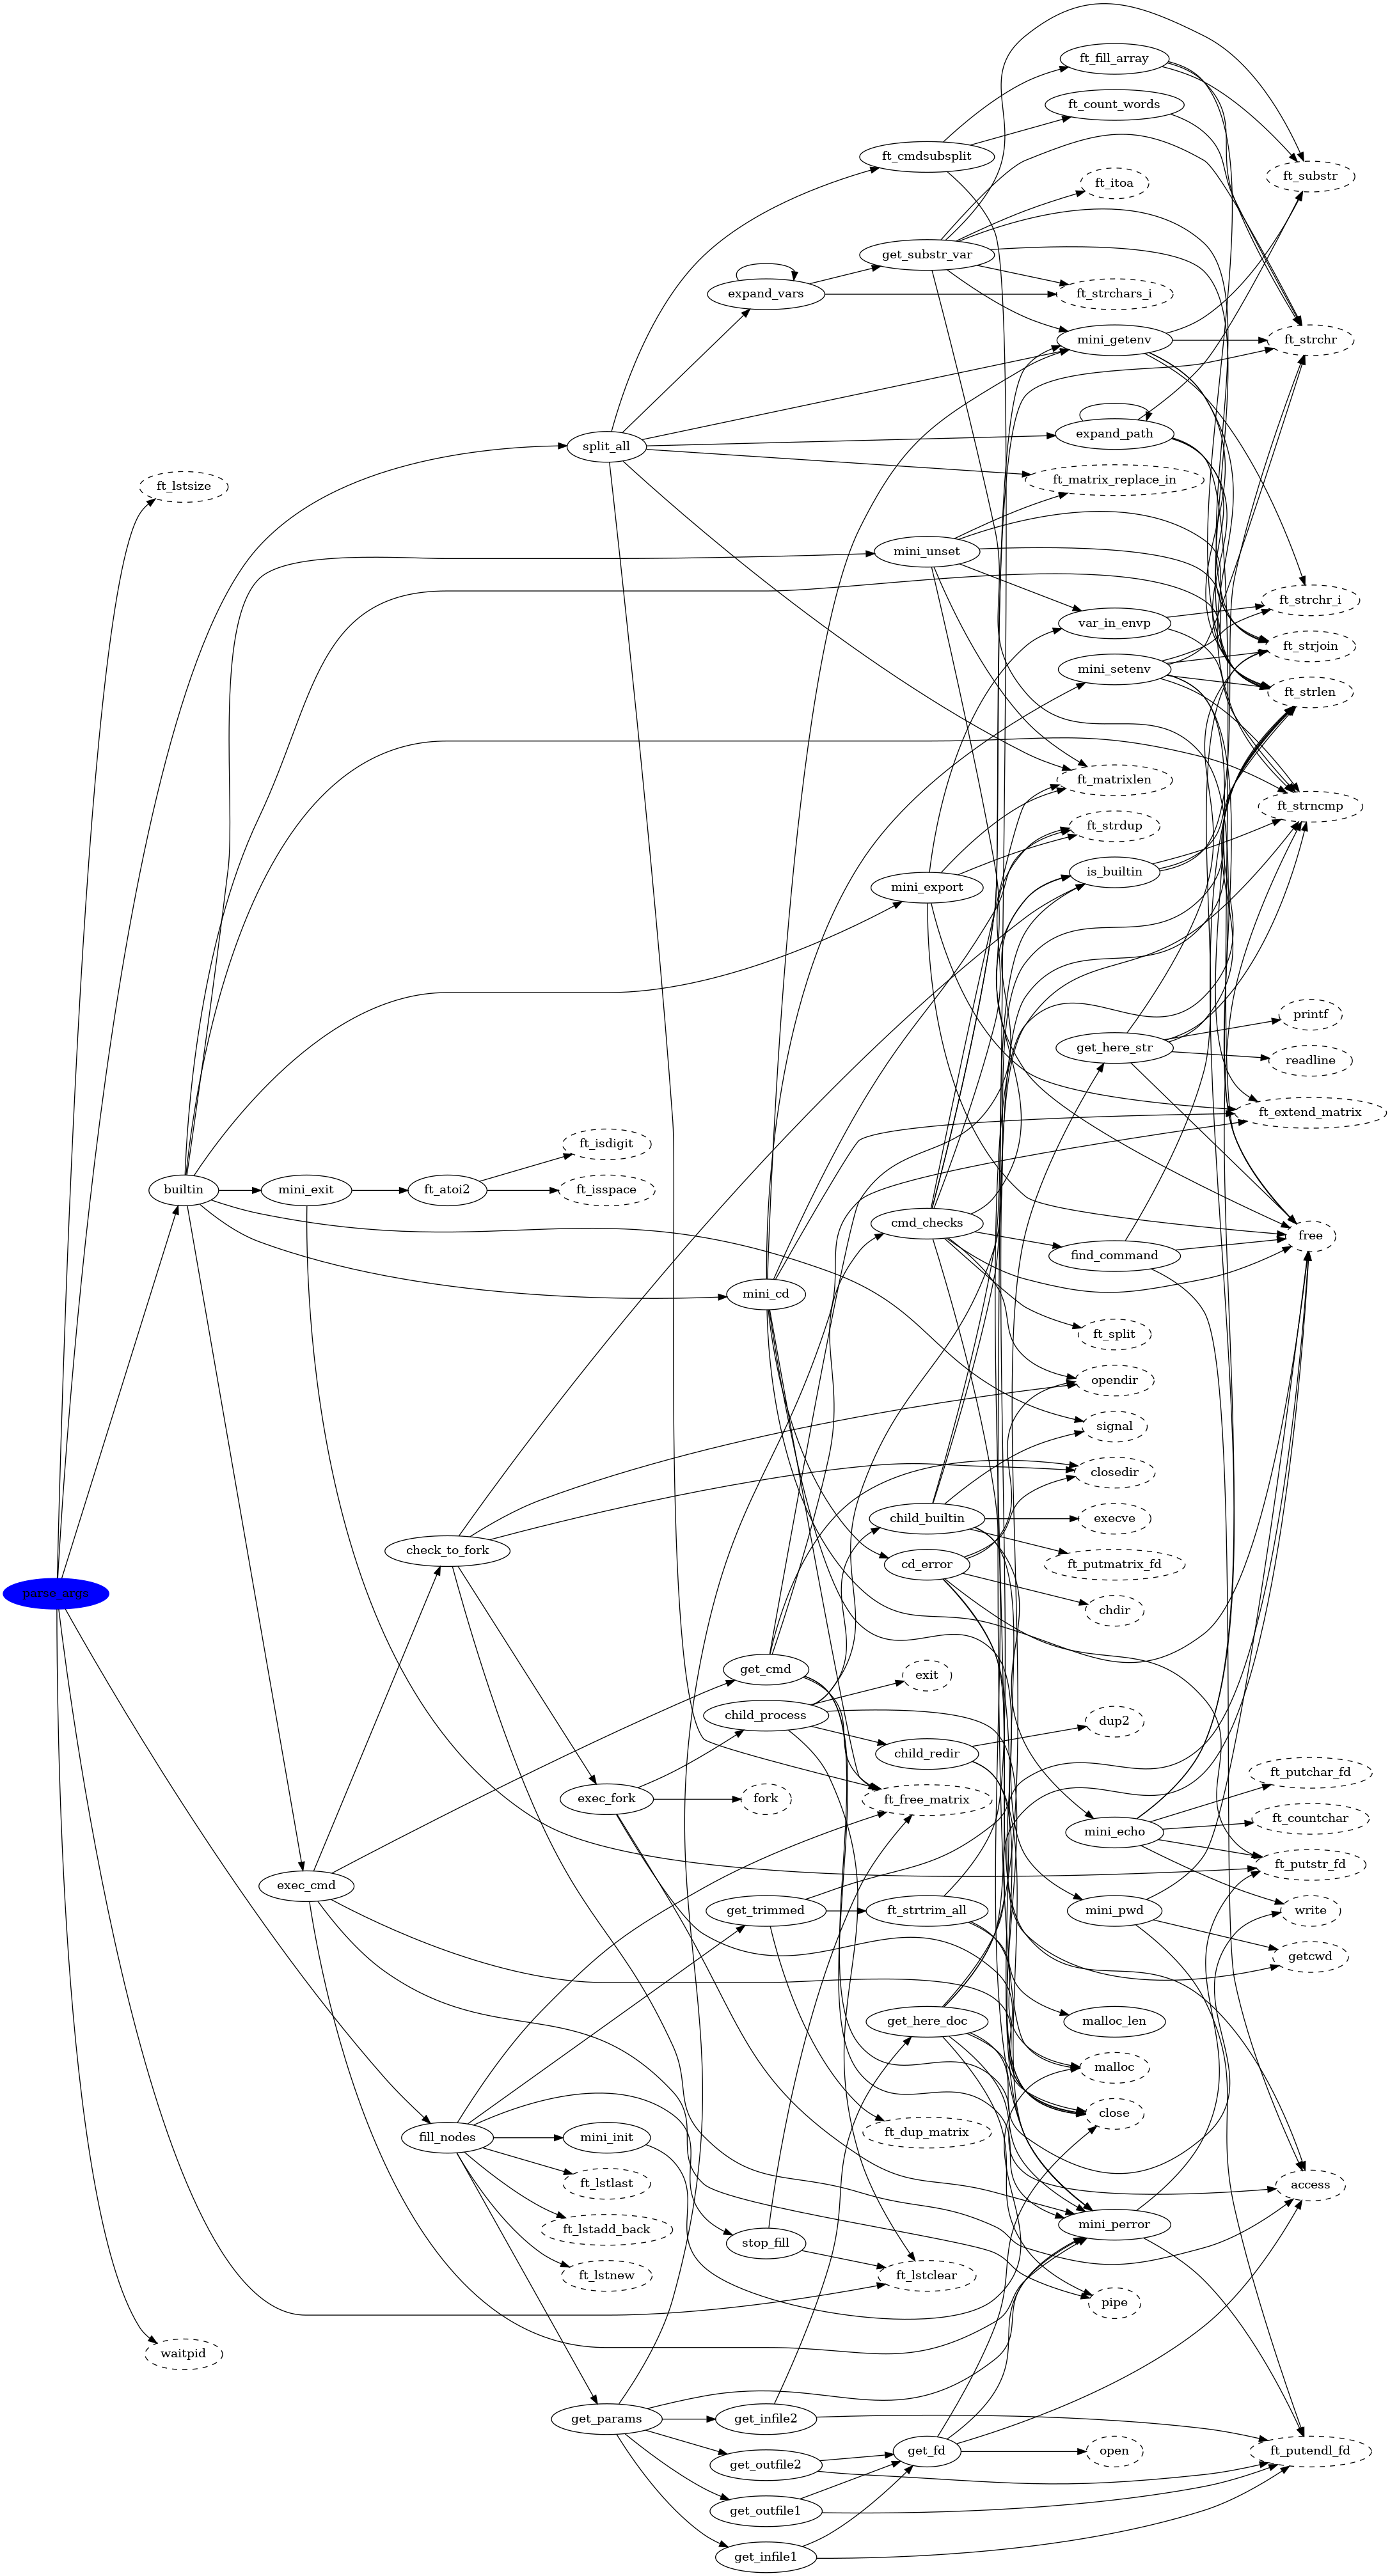 ft_fill_array
ft_count_words
ft_cmdsubsplit
ft_substr
ft_itoa
get_substr_var
expand_vars
ft_strchars_i
mini_getenv
ft_strchr
expand_path
split_all
ft_matrix_replace_in
ft_lstsize
mini_unset
ft_strchr_i
var_in_envp
ft_strjoin
mini_setenv
ft_strlen
ft_matrixlen
ft_strncmp
ft_strdup
is_builtin
mini_export
printf
get_here_str
readline
ft_extend_matrix
ft_isdigit
builtin
mini_exit
ft_atoi2
ft_isspace
cmd_checks
free
find_command
mini_cd
ft_split
opendir
signal
closedir
child_builtin
execve
check_to_fork
cd_error
ft_putmatrix_fd
parse_args
chdir
get_cmd
exit
child_process
dup2
child_redir
ft_putchar_fd
exec_fork
fork
ft_free_matrix
ft_countchar
mini_echo
ft_putstr_fd
exec_cmd
get_trimmed
ft_strtrim_all
mini_pwd
write
getcwd
get_here_doc
malloc_len
malloc
close
ft_dup_matrix
fill_nodes
mini_init
ft_lstlast
access
ft_lstadd_back
mini_perror
stop_fill
ft_lstnew
ft_lstclear
pipe
waitpid
get_params
get_infile2
get_fd
open
ft_putendl_fd
get_outfile2
get_outfile1
get_infile1